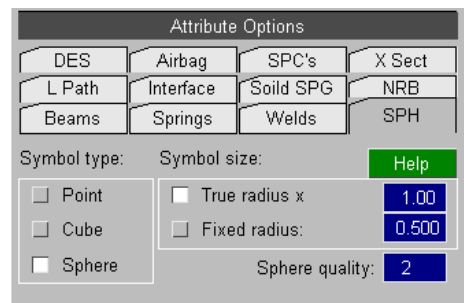 Attribute Options
DES Airbag SPC's X Sect
L Path Interface Soild SPG NRB
Beams Springs Welds SPH
Symbol type: Symbol size: Help
Point True radius x 1.00
Cube Fixed radius: 0.500
Sphere Sphere quality: 2